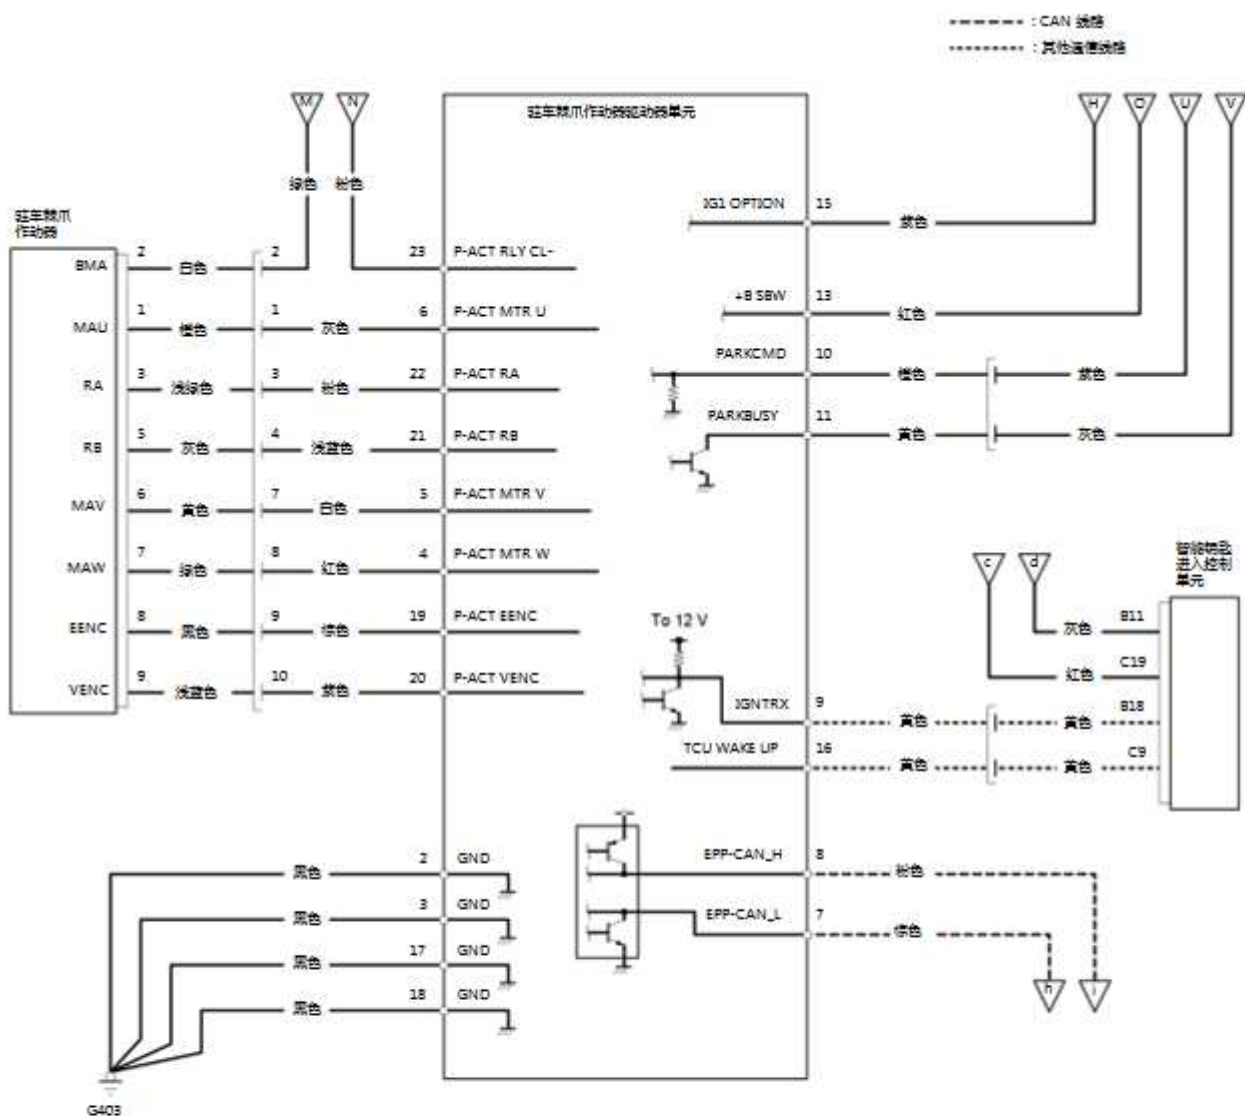 : CAN 线路
: 其他通信线路
M N
驻车棘爪作动器驱动器单元
H O U V
绿色 粉色
驻车棘爪
作动器
IG1 OPTION 15 紫色
BMA 2 白色 2 23 P-ACT RLY CL-
+B SBW 13 红色
MAU 1 橙色 1 灰色 6 P-ACT MTR U
PARKCMD 10 橙色 紫色
RA 3 浅绿色 3 粉色 22 P-ACT RA
PARKBUSY 11 黄色 灰色
RB 5 灰色 4 浅蓝色 21 P-ACT RB
MAV 6 黄色 7 白色 5 P-ACT MTR V
MAW 7 绿色 8 红色 4 P-ACT MTR W
c d
智能钥匙
进入控制
单元
EENC 8 黑色 9 棕色 19 P-ACT EENC
To 12 V
灰色 B11
红色 C19
VENC 9 浅蓝色 10 紫色 20 P-ACT VENC
IGNTRX 9 黄色 黄色 B18
TCU WAKE UP 16 黄色 黄色 C9
黑色 2 GND
EPP-CAN_H 8 粉色
黑色 3 GND
EPP-CAN_L 7 棕色
黑色 17 GND
黑色 18 GND
h i
G403